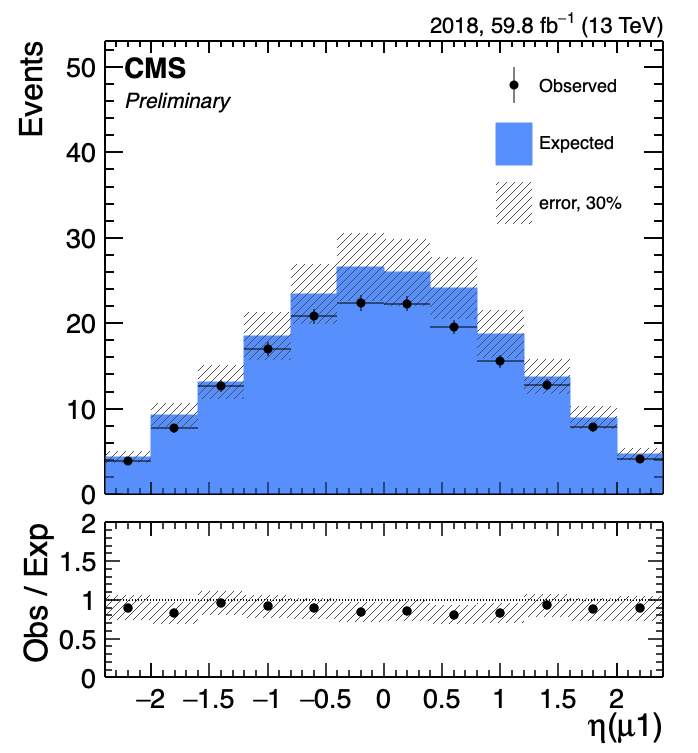 2018, 59.8 fb⁻¹ (13 TeV)
Events
50
40
30
20
10
0
CMS
Preliminary
Observed
Expected
error, 30%
Obs / Exp
2
1.5
1
0.5
0
−2 −1.5 −1 −0.5 0 0.5 1 1.5 2
η(μ1)